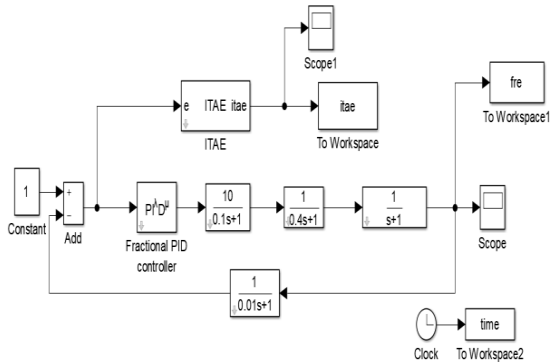 Scope1
fre
To Workspace1
e ITAE itae
ITAE
itae
To Workspace
1
Constant
+
−
Add
PI^λD^μ
Fractional PID
controller
10
0.1s+1
1
0.4s+1
1
s+1
Scope
1
0.01s+1
Clock
time
To Workspace2